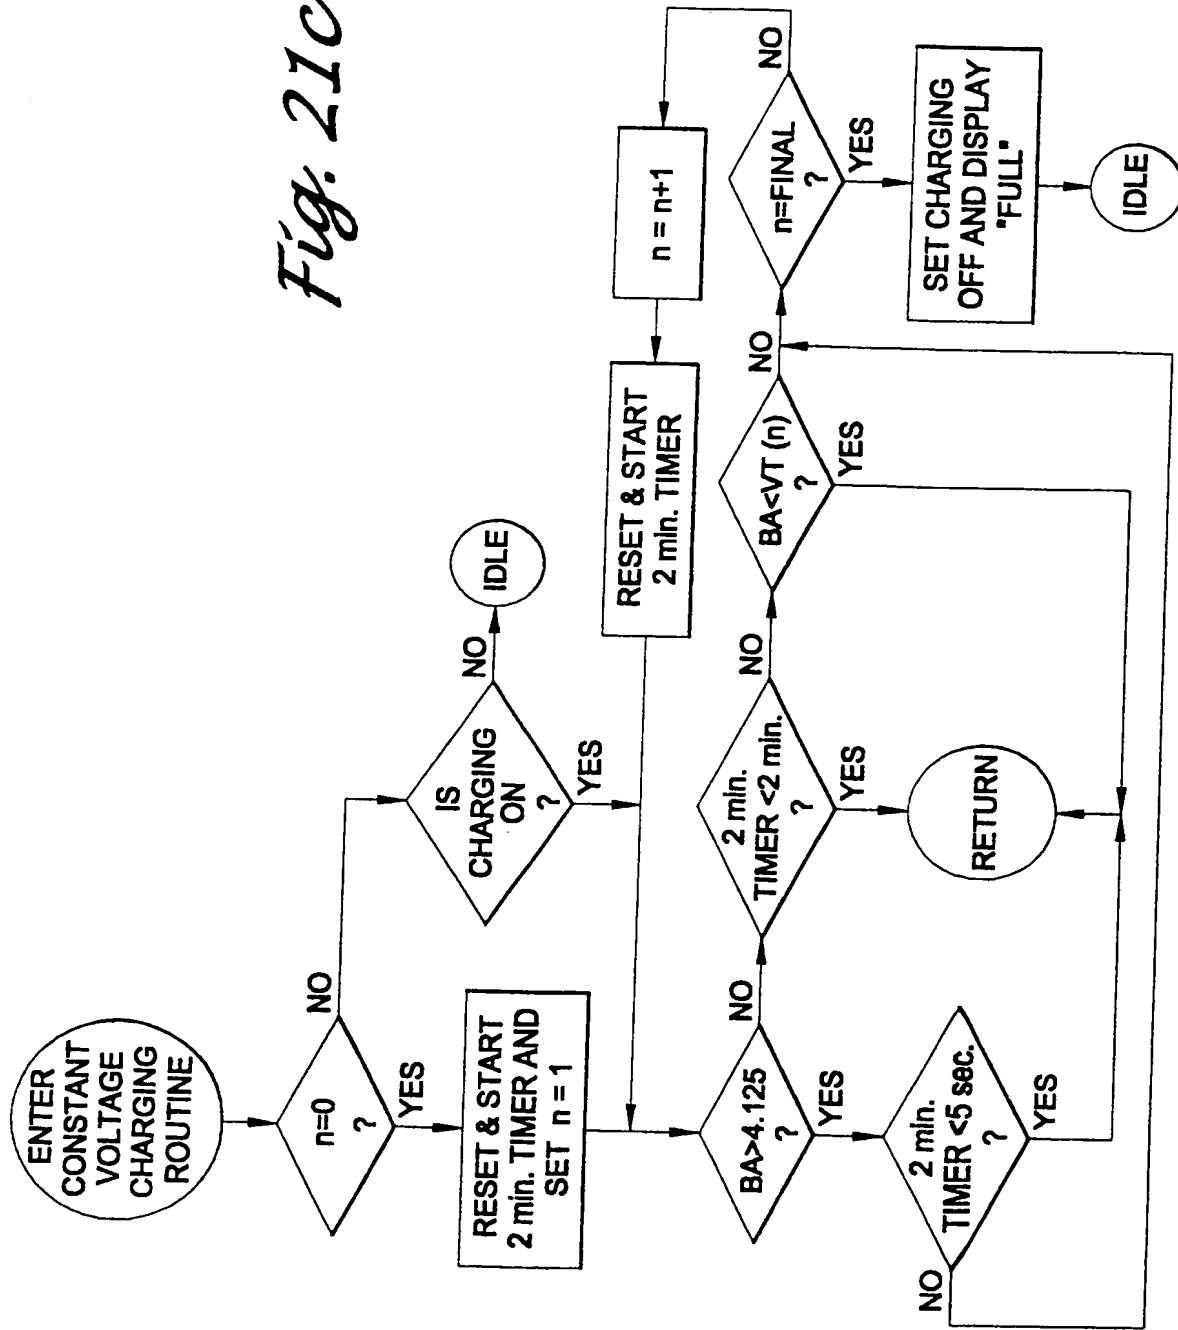 Fig. 21c
ENTER
CONSTANT
VOLTAGE
CHARGING
ROUTINE
n=0
?
NO
YES
IS
CHARGING
ON
?
NO
YES
IDLE
RESET & START
2 min. TIMER AND
SET n = 1
RESET & START
2 min. TIMER
n = n+1
BA>4.125
?
NO
YES
2 min.
TIMER <2 min.
?
NO
YES
BA<VT (n)
?
NO
YES
n=FINAL
?
NO
YES
2 min.
TIMER <5 sec.
?
NO
YES
RETURN
SET CHARGING
OFF AND DISPLAY
"FULL"
IDLE